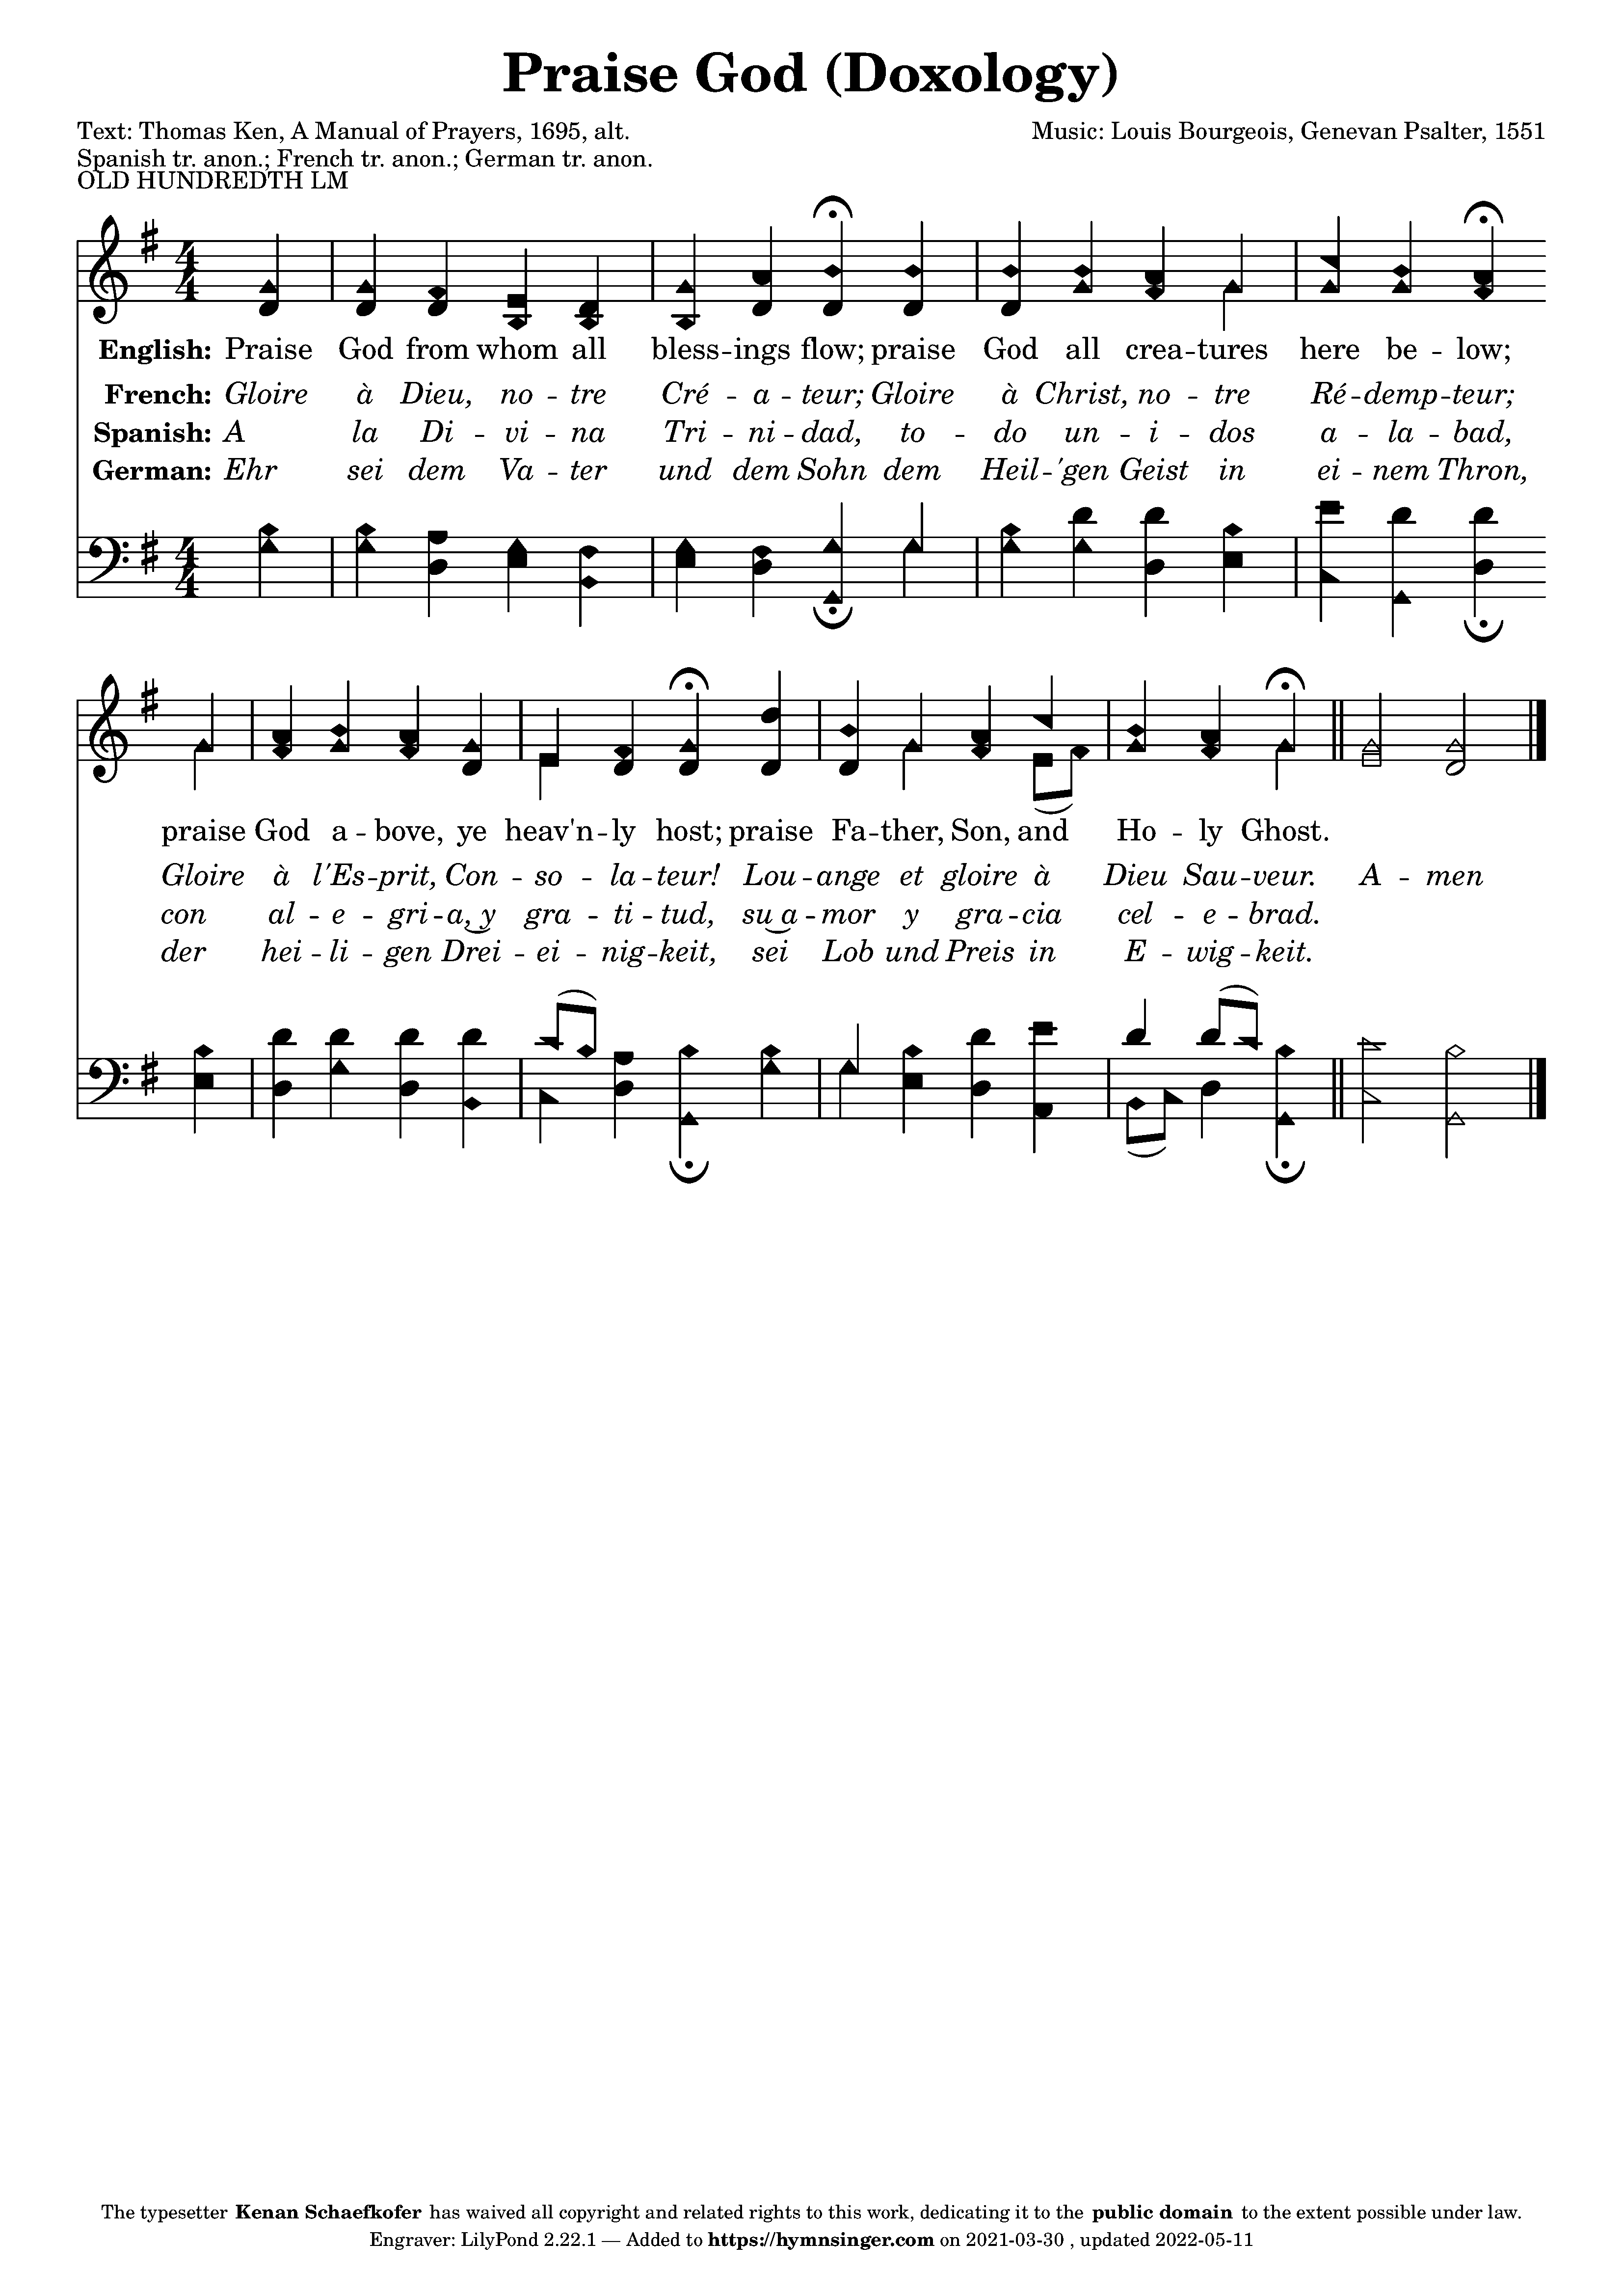 Praise God (Doxology)
Text: Thomas Ken, A Manual of Prayers, 1695, alt.
Music: Louis Bourgeois, Genevan Psalter, 1551
Spanish tr. anon.; French tr. anon.; German tr. anon.
OLD HUNDREDTH LM
4 4
English: Praise God from whom all bless -- ings flow; praise God all crea -- tures here be -- low;
French: Gloire à Dieu, no -- tre Cré -- a -- teur; Gloire à Christ, no -- tre Ré -- demp -- teur;
Spanish: A la Di -- vi -- na Tri -- ni -- dad, to -- do un -- i -- dos a -- la -- bad,
German: Ehr sei dem Va -- ter und dem Sohn dem Heil -- 'gen Geist in ei -- nem Thron,
4 4
praise God a -- bove, ye heav'n -- ly host; praise Fa -- ther, Son, and Ho -- ly Ghost.
Gloire à l'Es -- prit, Con -- so -- la -- teur! Lou -- ange et gloire à Dieu Sau -- veur. A -- men
con al -- e -- gri -- a,‿y gra -- ti -- tud, su‿a -- mor y gra -- cia cel -- e -- brad.
der hei -- li -- gen Drei -- ei -- nig -- keit, sei Lob und Preis in E -- wig -- keit.
The typesetter Kenan Schaefkofer has waived all copyright and related rights to this work, dedicating it to the public domain to the extent possible under law.
Engraver: LilyPond 2.22.1 — Added to https://hymnsinger.com on 2021-03-30 , updated 2022-05-11